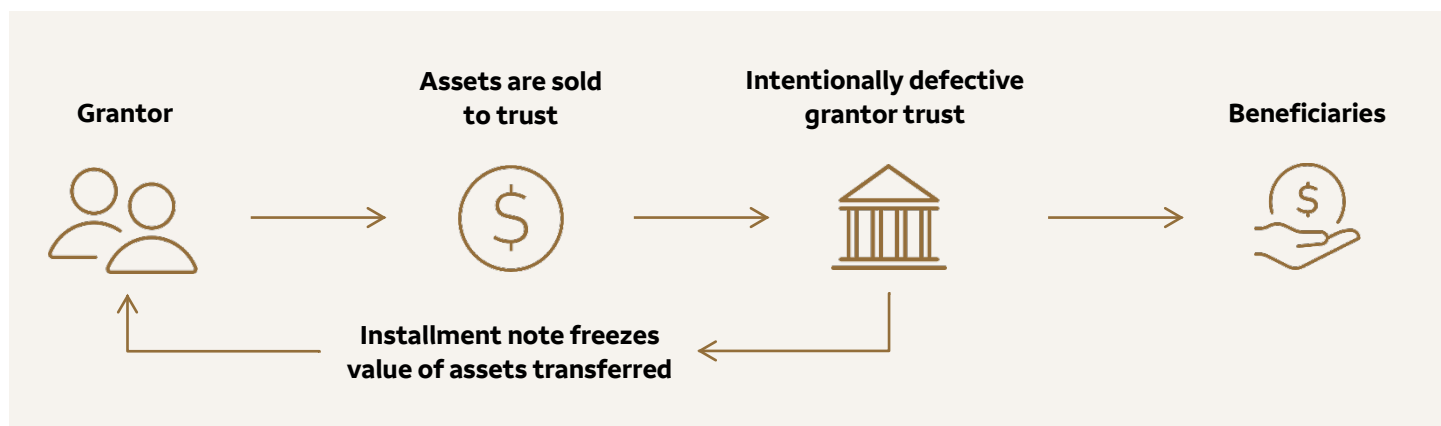 Grantor
Assets are sold
to trust
$
Intentionally defective
grantor trust
Beneficiaries
$
Installment note freezes
value of assets transferred